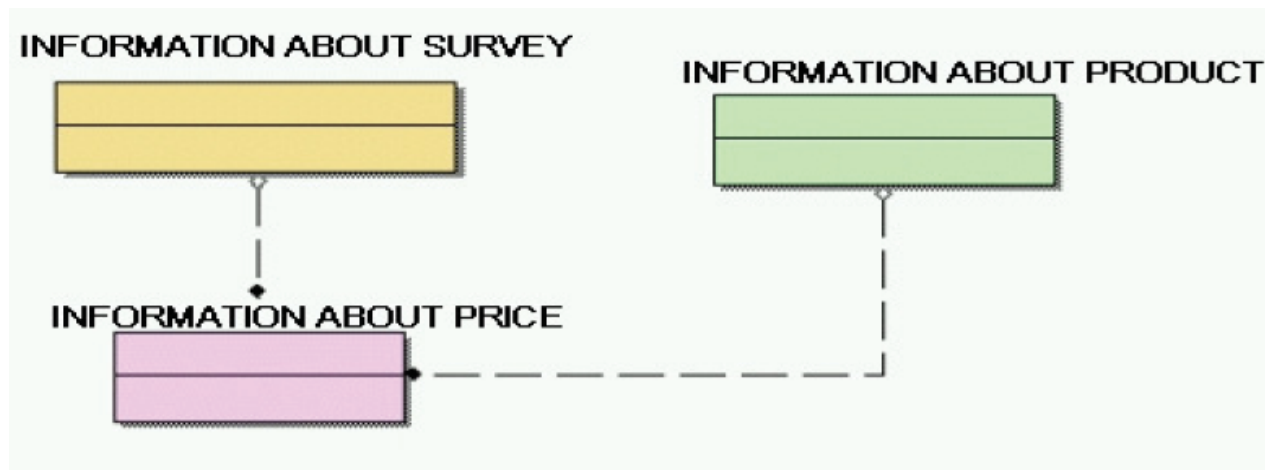 INFORMATION ABOUT SURVEY
INFORMATION ABOUT PRODUCT
INFORMATION ABOUT PRICE